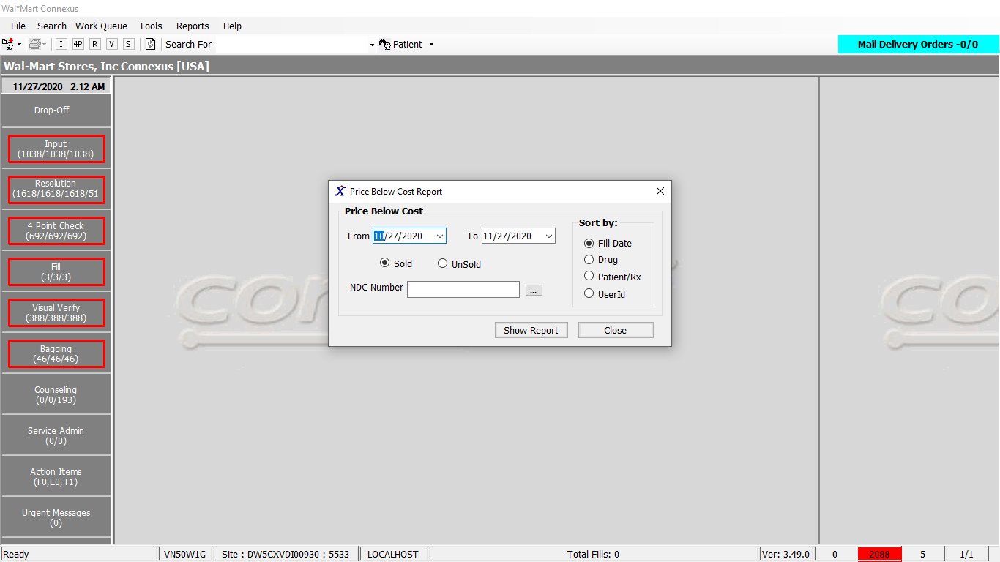 Wal*Mart Connexus
File Search Work Queue Tools Reports Help
I 4P R V S Search For Patient Mail Delivery Orders -0/0
Wal-Mart Stores, Inc Connexus [USA]
11/27/2020 2:12 AM
Drop-Off
Input
(1038/1038/1038)
Resolution
(1618/1618/1618/51
4 Point Check
(692/692/692)
Fill
(3/3/3)
Visual Verify
(388/388/388)
Bagging
(46/46/46)
Counseling
(0/0/193)
Service Admin
(0/0)
Action Items
(F0,E0,T1)
Urgent Messages
(0)
Price Below Cost Report
Price Below Cost
From 10/27/2020 To 11/27/2020
Sold UnSold
NDC Number ...
Sort by:
Fill Date
Drug
Patient/Rx
UserId
Show Report Close
con
co
Ready VN50W1G Site : DW5CXVDI00930 : 5533 LOCALHOST Total Fills: 0 Ver: 3.49.0 0 2088 5 1/1